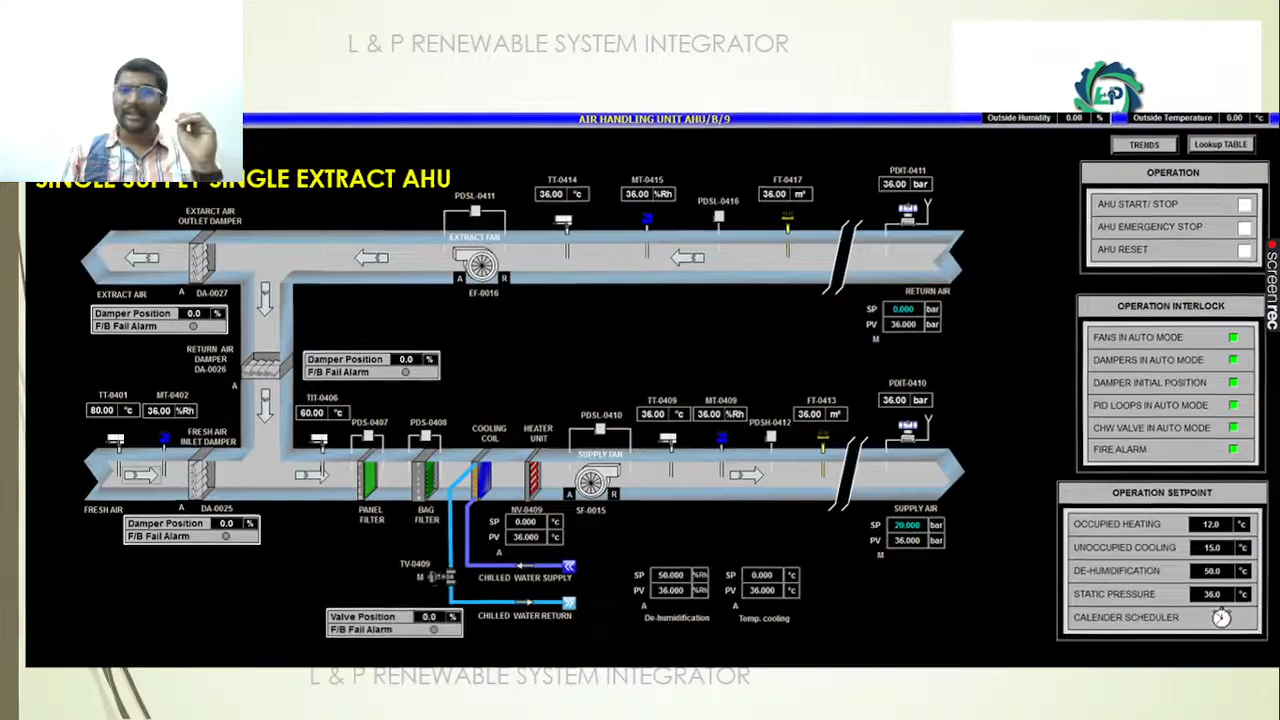 L & P RENEWABLE SYSTEM INTEGRATOR
LP
AIR HANDLING UNIT AHU/B/9
Outside Humidity 0.00 %
Outside Temperature 0.00 °c
TRENDS
Lookup TABLE
SINGLE SUPPLY SINGLE EXTRACT AHU
EXTARCT AIR
OUTLET DAMPER
PDSL-0411
TT-0414
36.00 °c
MT-0415
36.00 %Rh
PDSL-0416
FT-0417
36.00 m³
PDIT-0411
36.00 bar
EXTRACT FAN
A
R
EF-0016
EXTRACT AIR
A
DA-0027
Damper Position 0.0 %
F/B Fail Alarm
RETURN AIR
SP 0.000 bar
PV 36.000 bar
M
RETURN AIR
DAMPER
DA-0026
A
Damper Position 0.0 %
F/B Fail Alarm
TT-0401
80.00 °c
MT-0402
36.00 %Rh
FRESH AIR
INLET DAMPER
TIT-0406
60.00 °c
PDS-0407
PDS-0408
COOLING
COIL
HEATER
UNIT
PDSL-0410
SUPPLY FAN
TT-0409
36.00 °c
MT-0409
36.00 %Rh
PDSH-0412
FT-0413
36.00 m³
PDIT-0410
36.00 bar
FRESH AIR
A
DA-0025
Damper Position 0.0 %
F/B Fail Alarm
PANEL
FILTER
BAG
FILTER
NV-0409
SP 0.000 °c
PV 36.000 °c
A
A
R
SF-0015
SUPPLY AIR
SP 20.000 bar
PV 36.000 bar
M
TV-0409
M
CHILLED WATER SUPPLY
CHILLED WATER RETURN
Valve Position 0.0 %
F/B Fail Alarm
SP 50.000 %Rh
PV 36.000 %Rh
A
De-humidification
SP 0.000 °c
PV 36.000 °c
A
Temp. cooling
OPERATION
AHU START/ STOP
AHU EMERGENCY STOP
AHU RESET
OPERATION INTERLOCK
FANS IN AUTO MODE
DAMPERS IN AUTO MODE
DAMPER INITIAL POSITION
PID LOOPS IN AUTO MODE
CHW VALVE IN AUTO MODE
FIRE ALARM
OPERATION SETPOINT
OCCUPIED HEATING 12.0 °c
UNOCCUPIED COOLING 15.0 °c
DE-HUMIDIFICATION 50.0 °c
STATIC PRESSURE 36.0 °c
CALENDER SCHEDULER
screenrec
L & P RENEWABLE SYSTEM INTEGRATOR